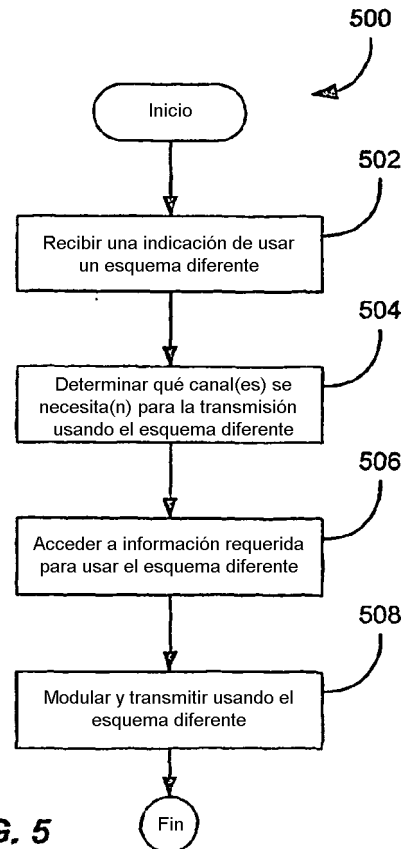 500
Inicio
502
Recibir una indicación de usar
un esquema diferente
504
Determinar qué canal(es) se
necesita(n) para la transmisión
usando el esquema diferente
506
Acceder a información requerida
para usar el esquema diferente
508
Modular y transmitir usando el
esquema diferente
Fin
G. 5